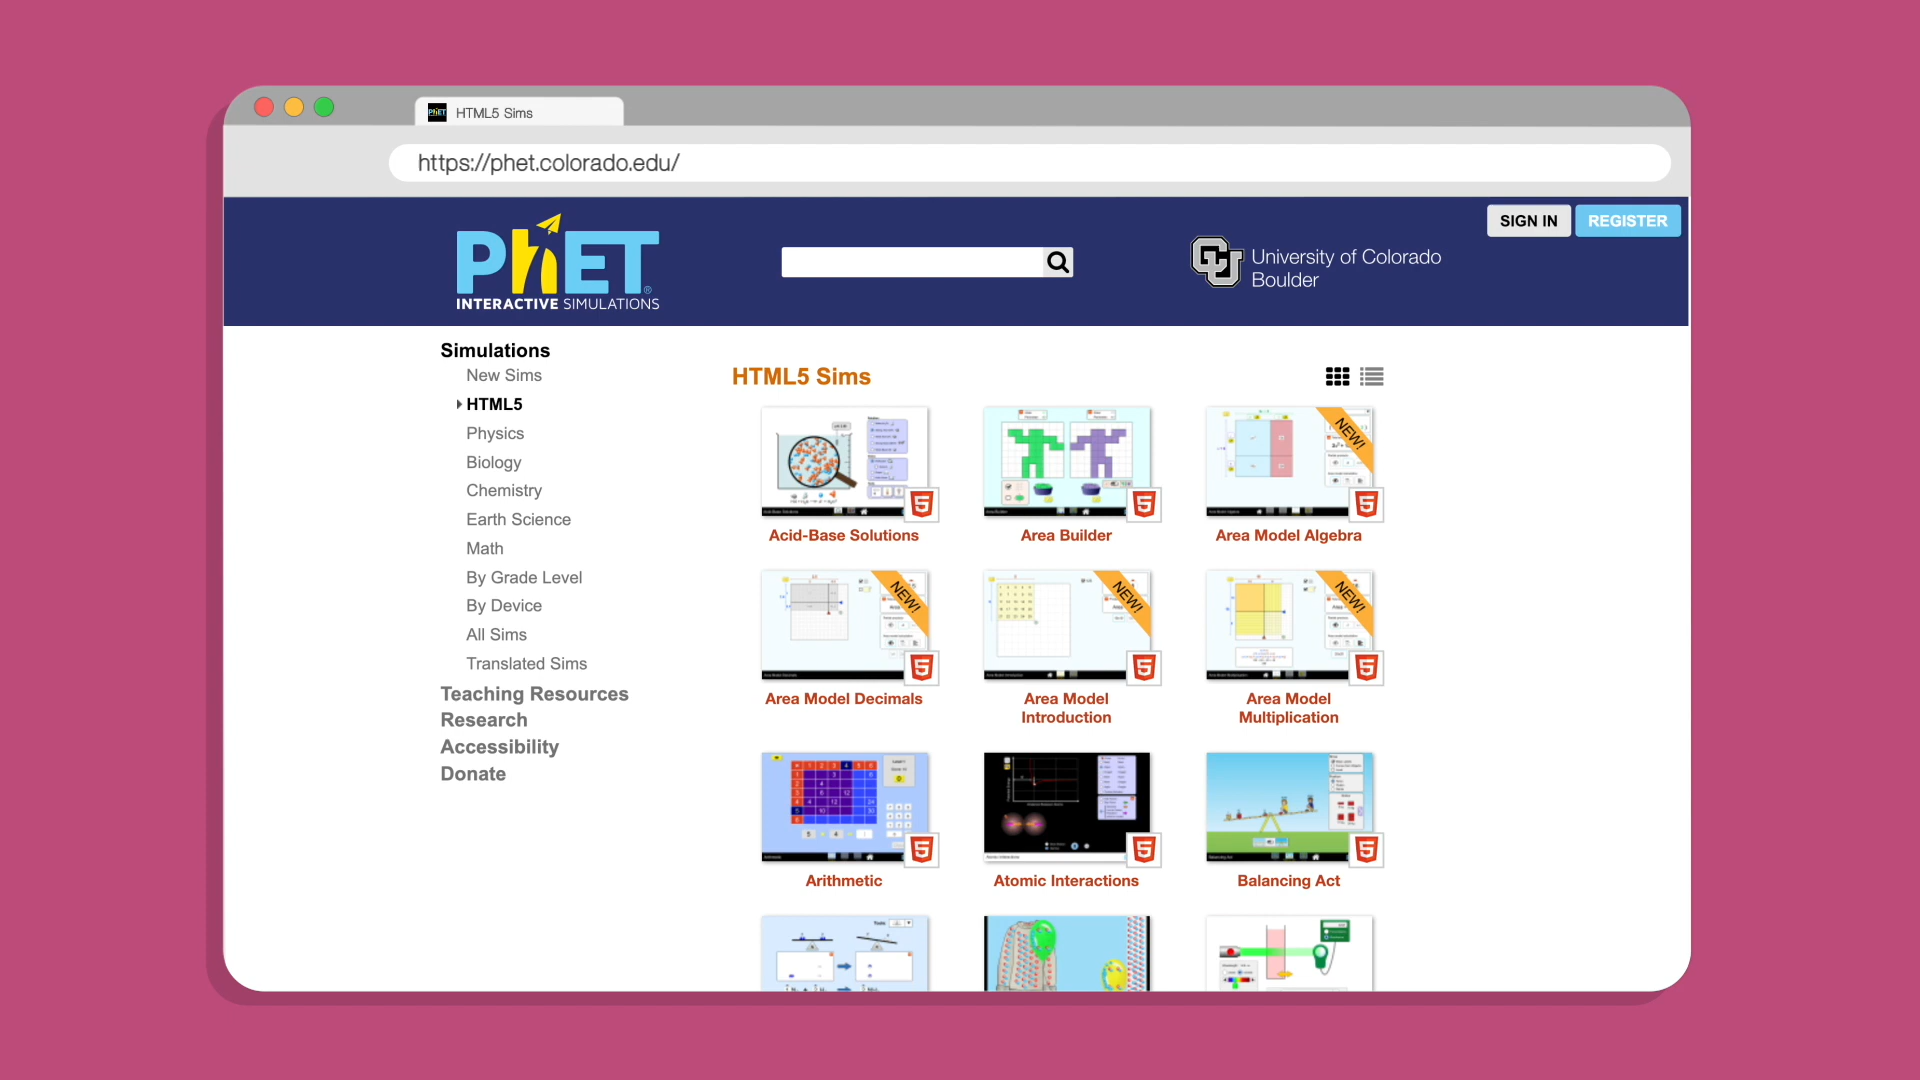 HTML5 Sims
https://phet.colorado.edu/
SIGN IN
REGISTER
PhET
INTERACTIVE SIMULATIONS
University of Colorado
Boulder
Simulations
New Sims
HTML5
Physics
Biology
Chemistry
Earth Science
Math
By Grade Level
By Device
All Sims
Translated Sims
Teaching Resources
Research
Accessibility
Donate
HTML5 Sims
Acid-Base Solutions
Area Builder
NEW!
Area Model Algebra
NEW!
Area Model Decimals
NEW!
Area Model
Introduction
NEW!
Area Model
Multiplication
Arithmetic
Atomic Interactions
Balancing Act